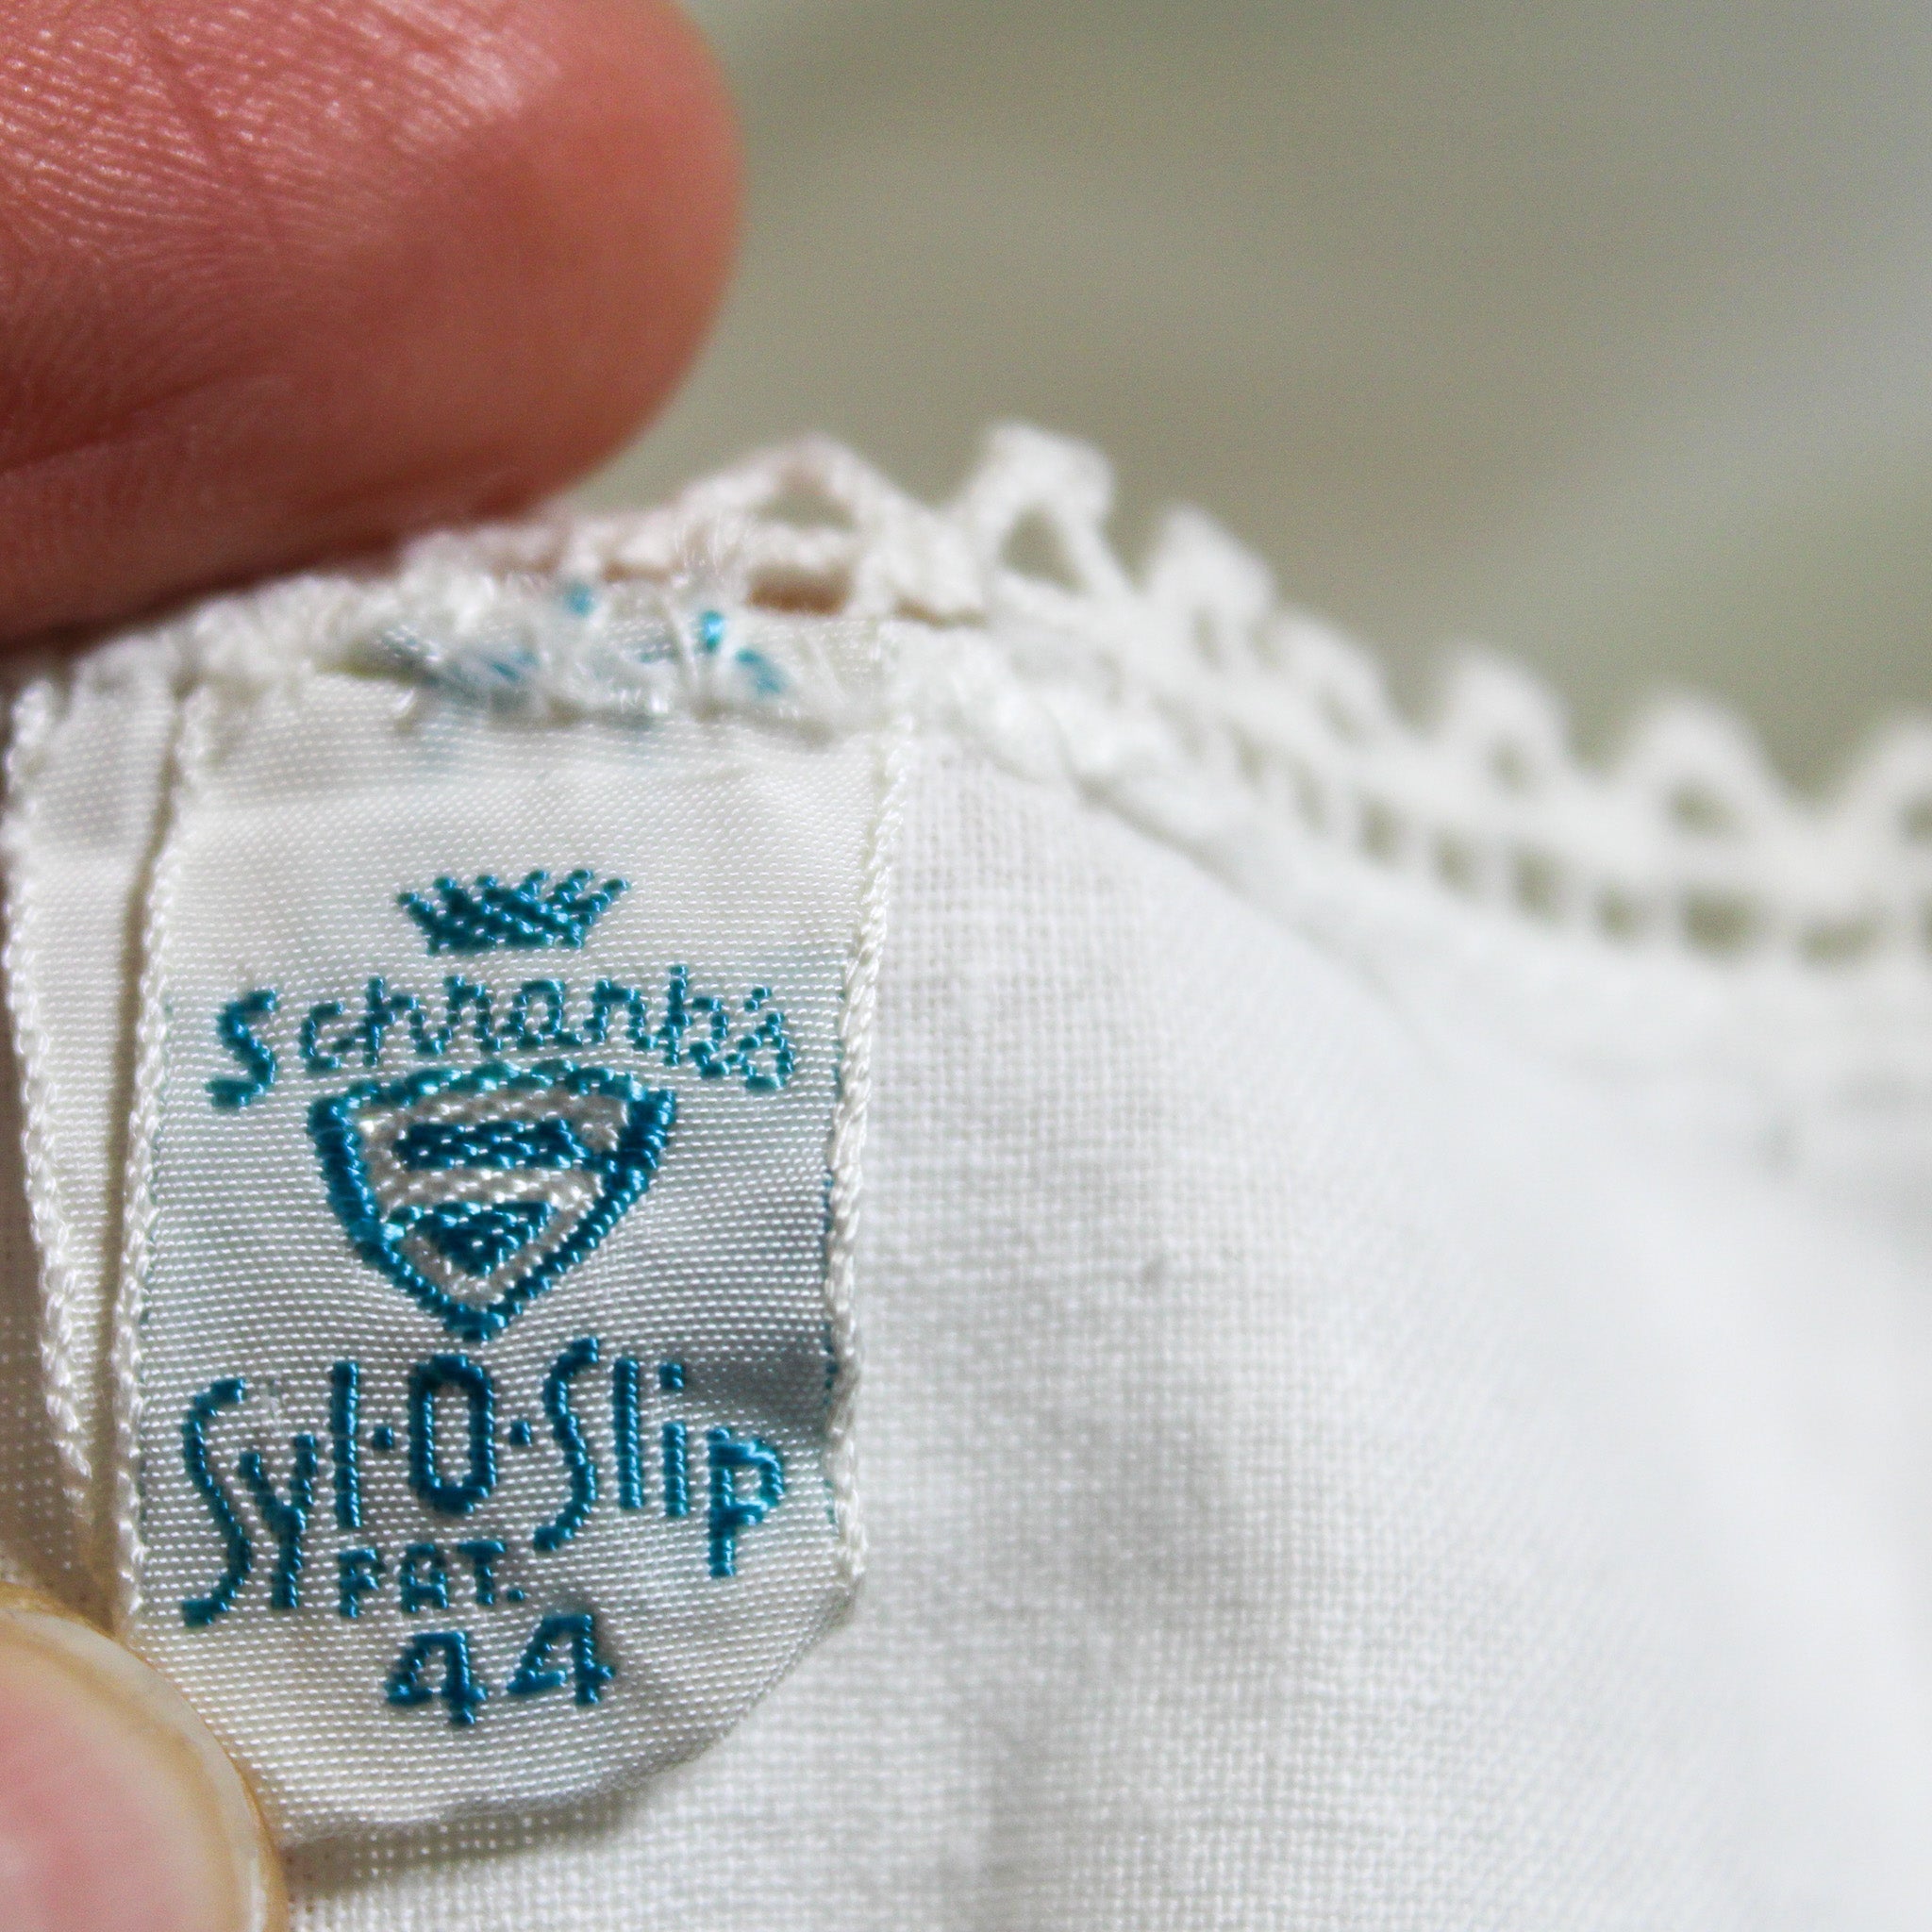 Schrank's
Syl·O·Slip
PAT.
44